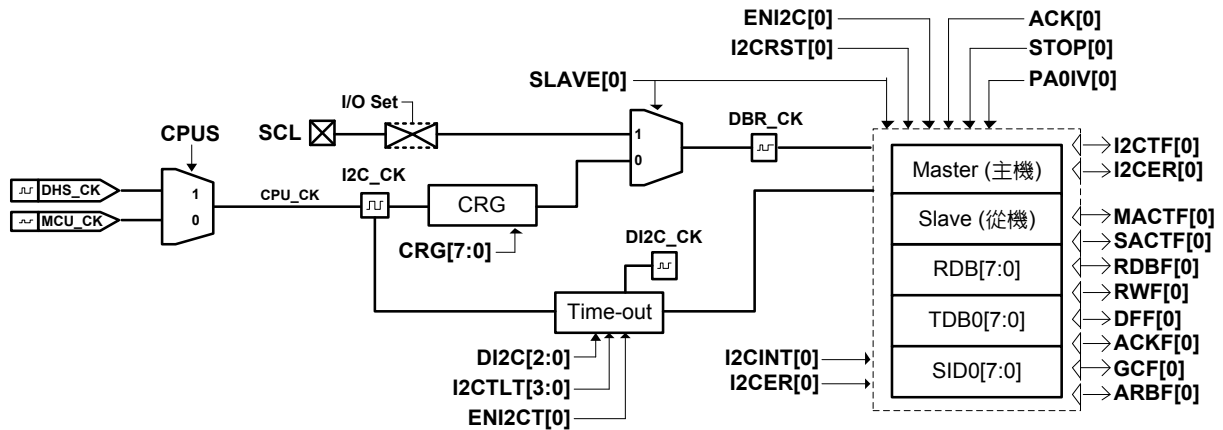 ENI2C[0]
ACK[0]
I2CRST[0]
STOP[0]
SLAVE[0]
PA0IV[0]
I/O Set
SCL
CPUS
1
0
DBR_CK
DHS_CK
MCU_CK
1
0
CPU_CK
I2C_CK
CRG
CRG[7:0]
DI2C_CK
Time-out
DI2C[2:0]
I2CTLT[3:0]
ENI2CT[0]
I2CINT[0]
I2CER[0]
Master (主機)
Slave (從機)
RDB[7:0]
TDB0[7:0]
SID0[7:0]
I2CTF[0]
I2CER[0]
MACTF[0]
SACTF[0]
RDBF[0]
RWF[0]
DFF[0]
ACKF[0]
GCF[0]
ARBF[0]